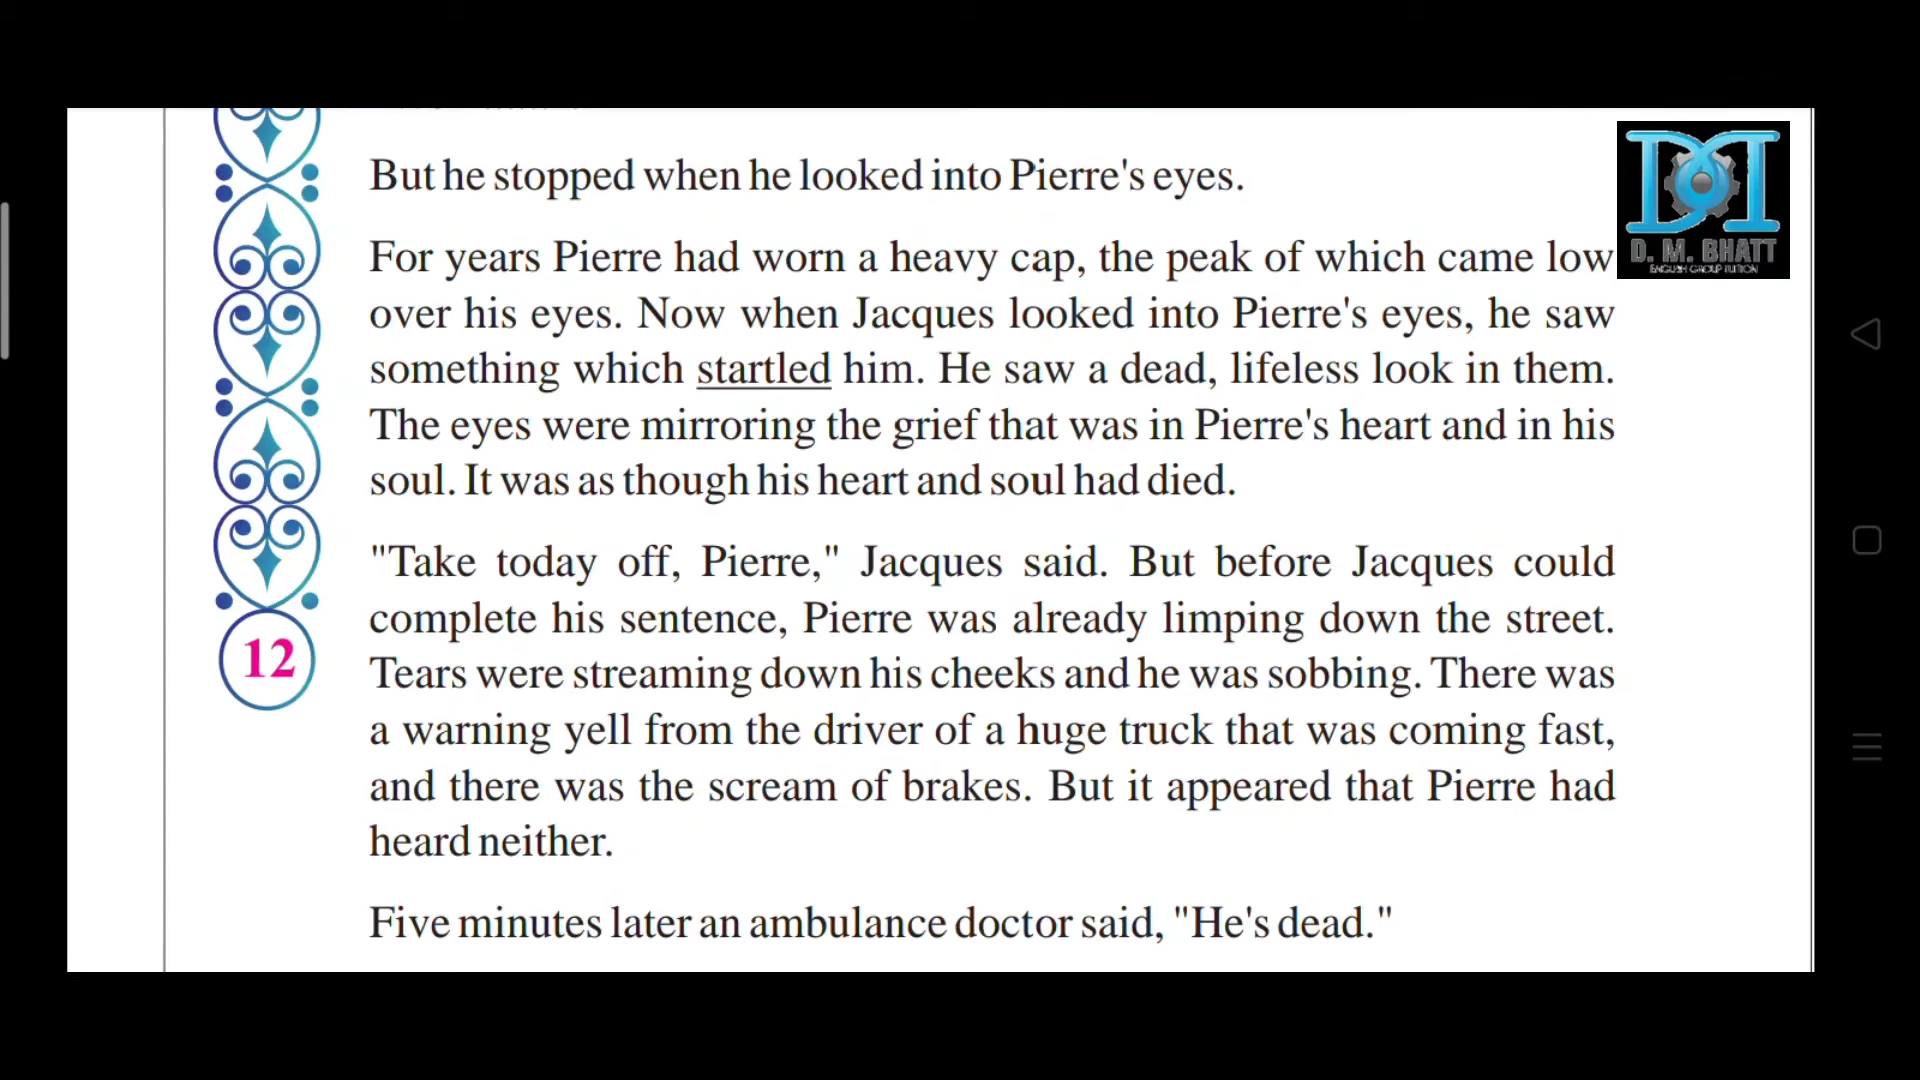 But he stopped when he looked into Pierre's eyes.
For years Pierre had worn a heavy cap, the peak of which came low
over his eyes. Now when Jacques looked into Pierre's eyes, he saw
something which startled him. He saw a dead, lifeless look in them.
The eyes were mirroring the grief that was in Pierre's heart and in his
soul. It was as though his heart and soul had died.
"Take today off, Pierre," Jacques said. But before Jacques could
complete his sentence, Pierre was already limping down the street.
Tears were streaming down his cheeks and he was sobbing. There was
a warning yell from the driver of a huge truck that was coming fast,
and there was the scream of brakes. But it appeared that Pierre had
heard neither.
Five minutes later an ambulance doctor said, "He's dead."
12
D. M. BHATT
ENGLISH GROUP TUITION